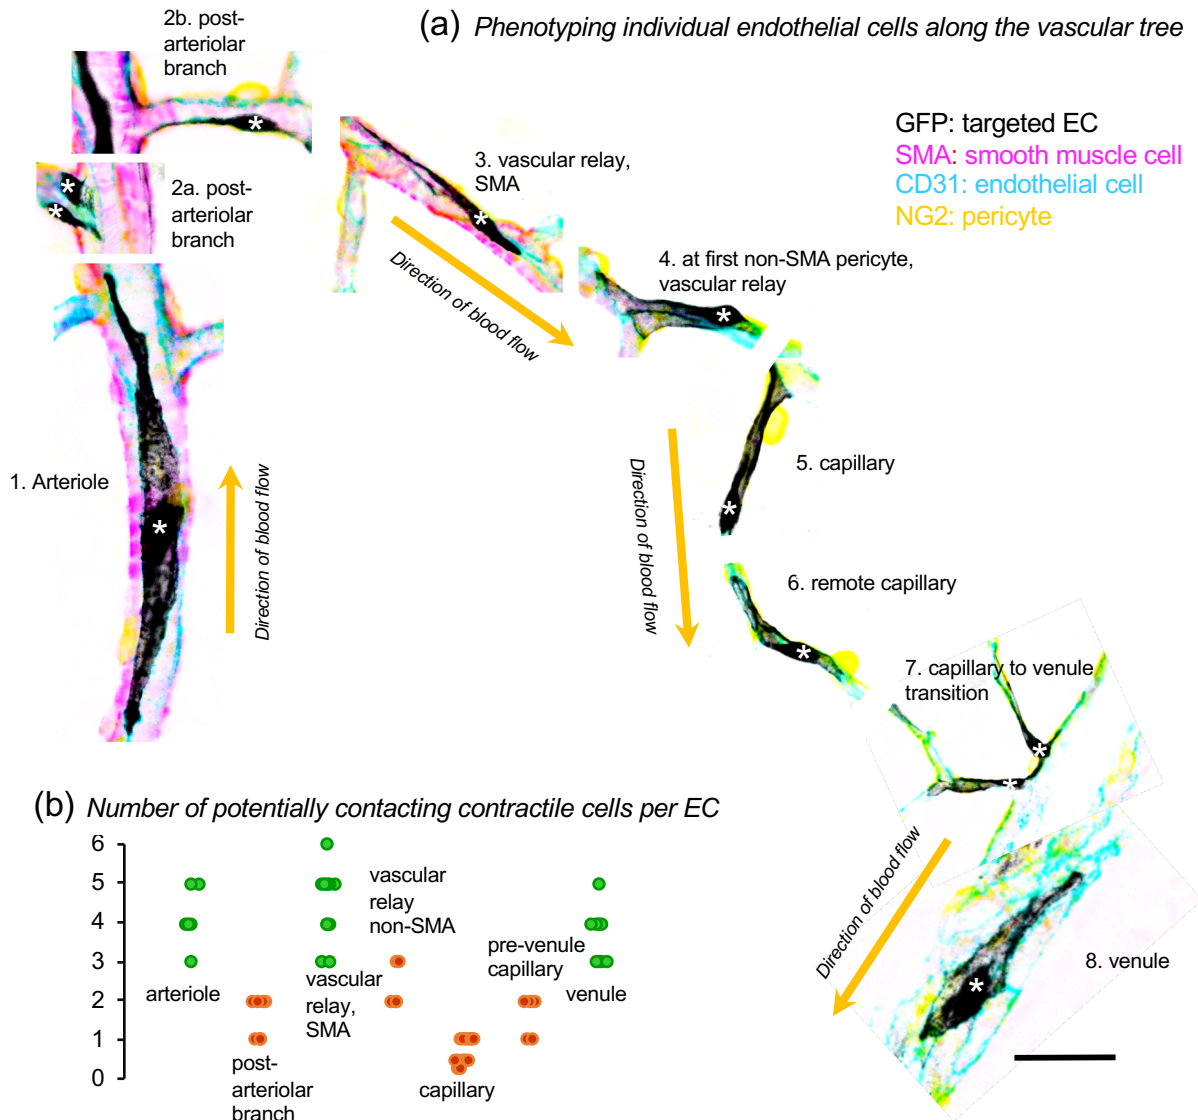 (a) Phenotyping individual endothelial cells along the vascular tree
2b. post-
arteriolar
branch
GFP: targeted EC
SMA: smooth muscle cell
CD31: endothelial cell
NG2: pericyte
*
3. vascular relay,
SMA
*
*
*
2a. post-
arteriolar
branch
Direction of blood flow
4. at first non-SMA pericyte,
vascular relay
*
1. Arteriole
*
Direction of blood flow
5. capillary
*
Direction of blood flow
6. remote capillary
*
7. capillary to venule
transition
*
*
Direction of blood flow
8. venule
*
(b) Number of potentially contacting contractile cells per EC
6
5
4
3
2
1
0
arteriole
post-
arteriolar
branch
vascular
relay,
SMA
vascular
relay
non-SMA
capillary
pre-venule
capillary
venule